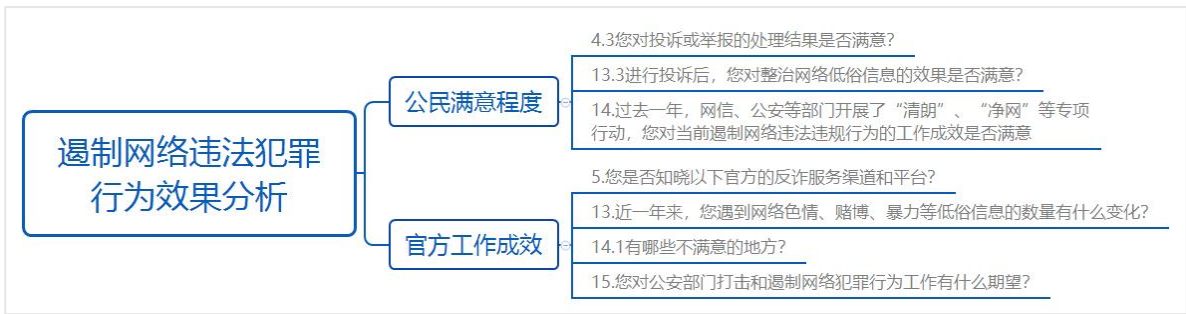 遏制网络违法犯罪
行为效果分析
公民满意程度
4.3您对投诉或举报的处理结果是否满意？
13.3进行投诉后，您对整治网络低俗信息的效果是否满意？
14.过去一年，网信、公安等部门开展了“清朗”、“净网”等专项
行动，您对当前遏制网络违法违规行为的工作成效是否满意
官方工作成效
5.您是否知晓以下官方的反诈服务渠道和平台？
13.近一年来，您遇到网络色情、赌博、暴力等低俗信息的数量有什么变化？
14.1有哪些不满意的地方？
15.您对公安部门打击和遏制网络犯罪行为工作有什么期望？